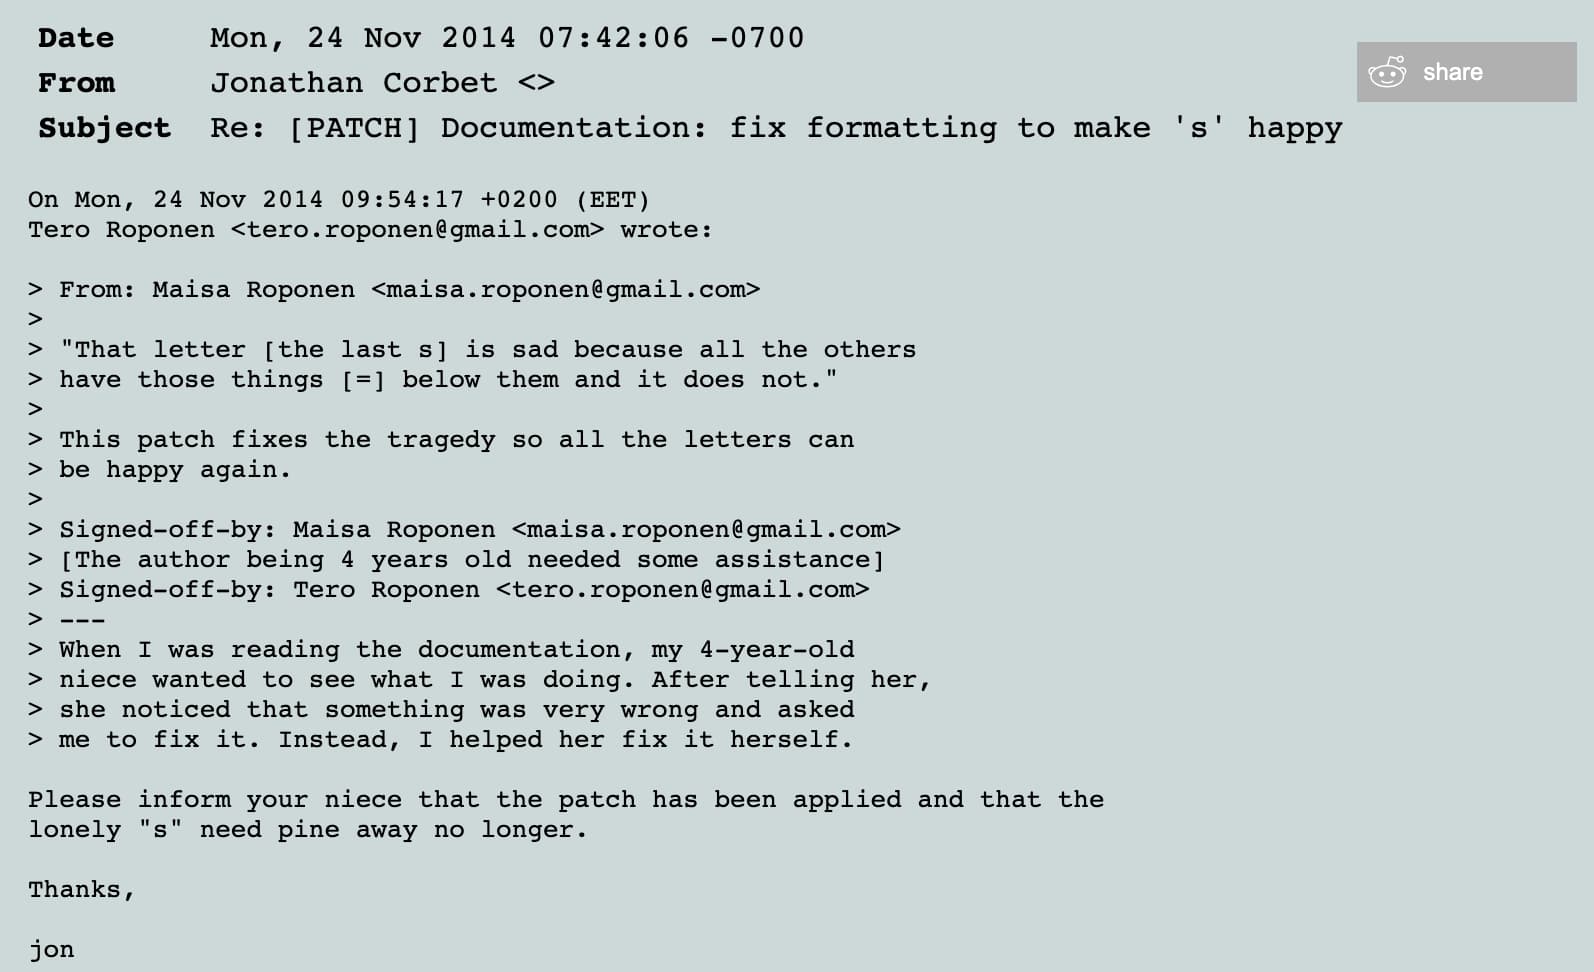 Date Mon, 24 Nov 2014 07:42:06 -0700
From Jonathan Corbet <>
share
Subject Re: [PATCH] Documentation: fix formatting to make 's' happy
On Mon, 24 Nov 2014 09:54:17 +0200 (EET)
Tero Roponen <tero.roponen@gmail.com> wrote:
> From: Maisa Roponen <maisa.roponen@gmail.com>
>
> "That letter [the last s] is sad because all the others
> have those things [=] below them and it does not."
>
> This patch fixes the tragedy so all the letters can
> be happy again.
>
> Signed-off-by: Maisa Roponen <maisa.roponen@gmail.com>
> [The author being 4 years old needed some assistance]
> Signed-off-by: Tero Roponen <tero.roponen@gmail.com>
> ---
> When I was reading the documentation, my 4-year-old
> niece wanted to see what I was doing. After telling her,
> she noticed that something was very wrong and asked
> me to fix it. Instead, I helped her fix it herself.
Please inform your niece that the patch has been applied and that the
lonely "s" need pine away no longer.
Thanks,
jon